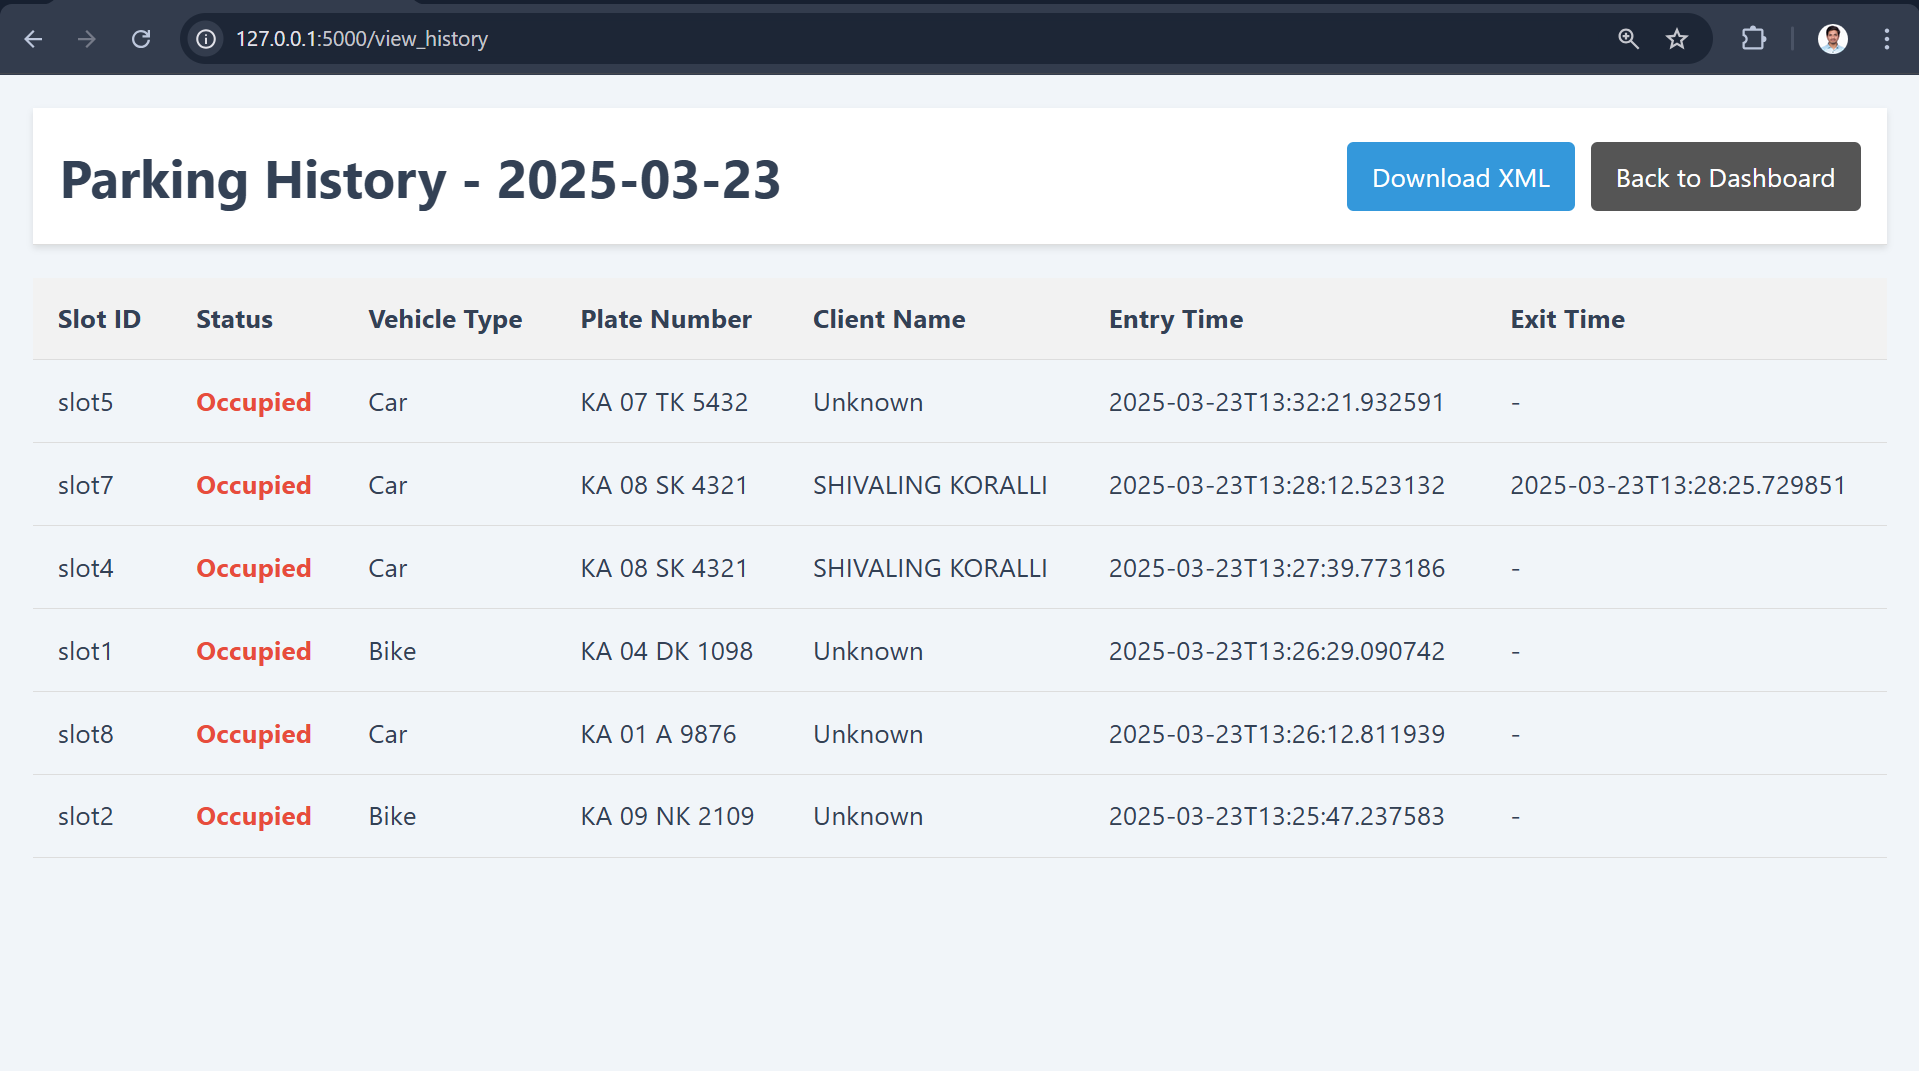 127.0.0.1:5000/view_history
Parking History - 2025-03-23
Download XML
Back to Dashboard
Slot ID Status Vehicle Type Plate Number Client Name Entry Time Exit Time
slot5 Occupied Car KA 07 TK 5432 Unknown 2025-03-23T13:32:21.932591 -
slot7 Occupied Car KA 08 SK 4321 SHIVALING KORALLI 2025-03-23T13:28:12.523132 2025-03-23T13:28:25.729851
slot4 Occupied Car KA 08 SK 4321 SHIVALING KORALLI 2025-03-23T13:27:39.773186 -
slot1 Occupied Bike KA 04 DK 1098 Unknown 2025-03-23T13:26:29.090742 -
slot8 Occupied Car KA 01 A 9876 Unknown 2025-03-23T13:26:12.811939 -
slot2 Occupied Bike KA 09 NK 2109 Unknown 2025-03-23T13:25:47.237583 -